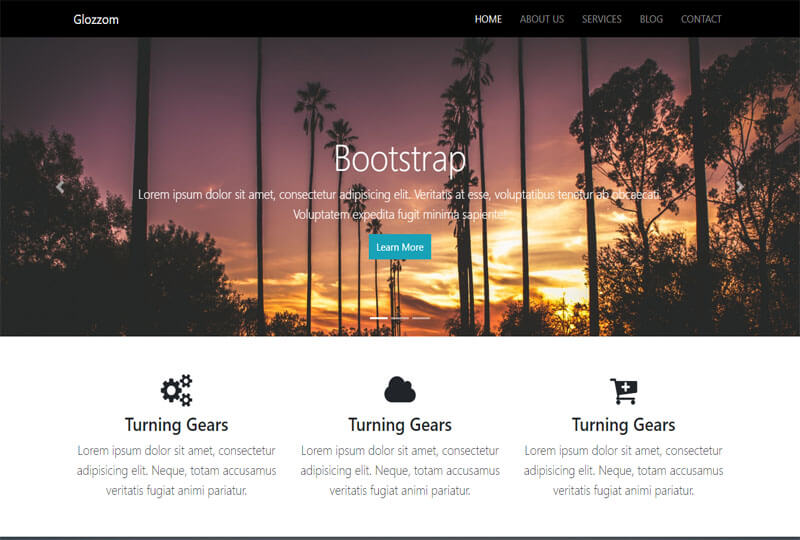 Glozzom
HOME ABOUT US SERVICES BLOG CONTACT
Bootstrap
Lorem ipsum dolor sit amet, consectetur adipisicing elit. Veritatis at esse, voluptatibus tenetur ab obcaecati.
Voluptatem expedita fugit minima sapiente!
Learn More
Turning Gears
Lorem ipsum dolor sit amet, consectetur
adipisicing elit. Neque, totam accusamus
veritatis fugiat animi pariatur.
Turning Gears
Lorem ipsum dolor sit amet, consectetur
adipisicing elit. Neque, totam accusamus
veritatis fugiat animi pariatur.
Turning Gears
Lorem ipsum dolor sit amet, consectetur
adipisicing elit. Neque, totam accusamus
veritatis fugiat animi pariatur.